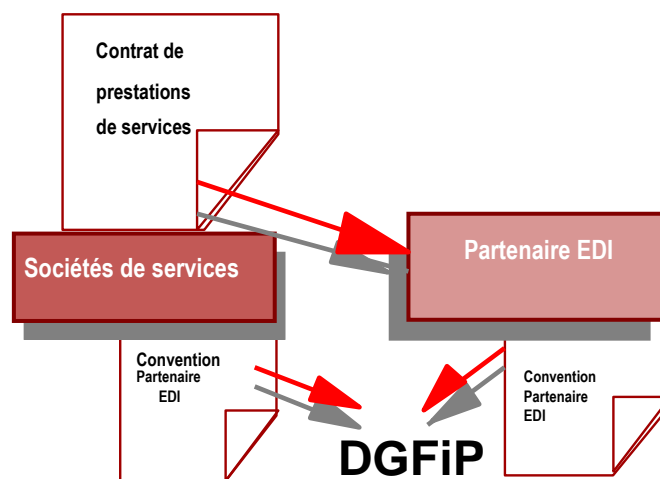 Contrat de
prestations
de services
Sociétés de services
Partenaire EDI
Convention
Partenaire
EDI
Convention
Partenaire
EDI
DGFiP